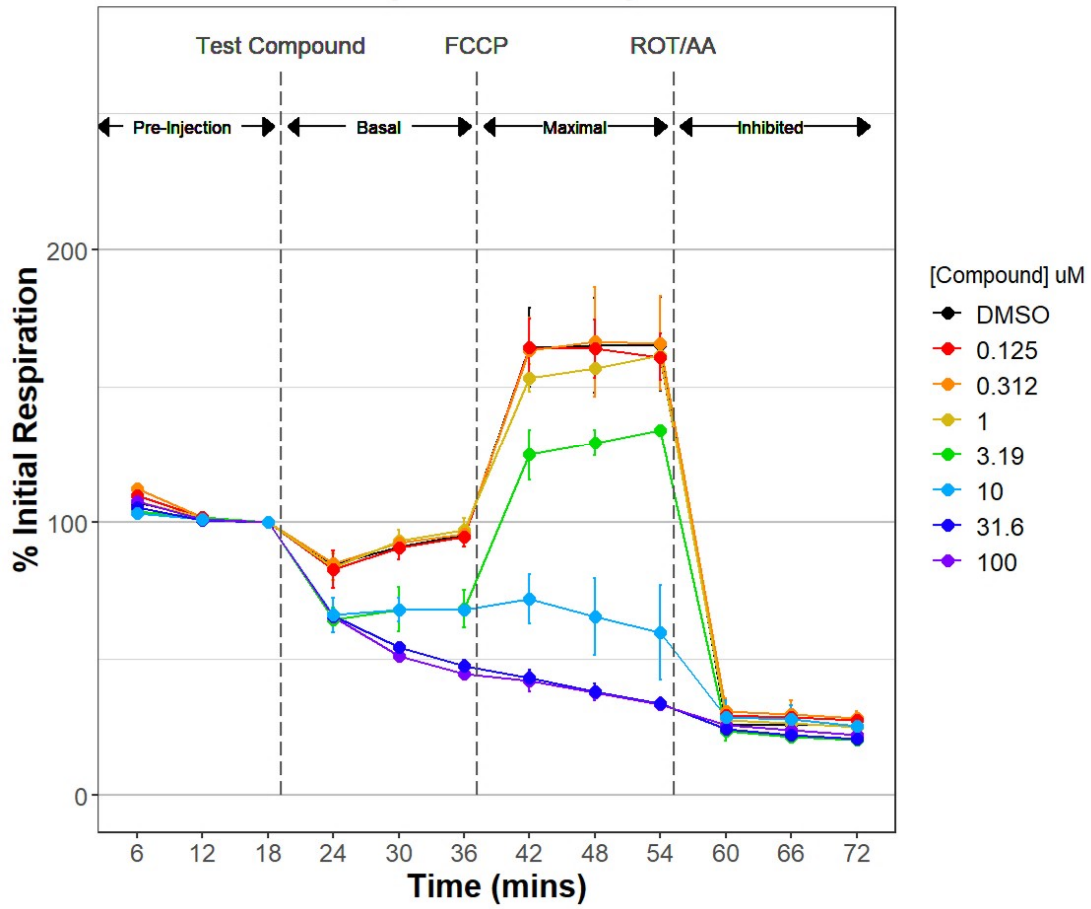 Test Compound FCCP ROT/AA
Pre-Injection Basal Maximal Inhibited
200
0
% Initial Respiration
6 12 18 24 30 36 42 48 54 60 66 72
Time (mins)
[Compound] uM
DMSO
0.125
0.312
1
3.19
10
31.6
100